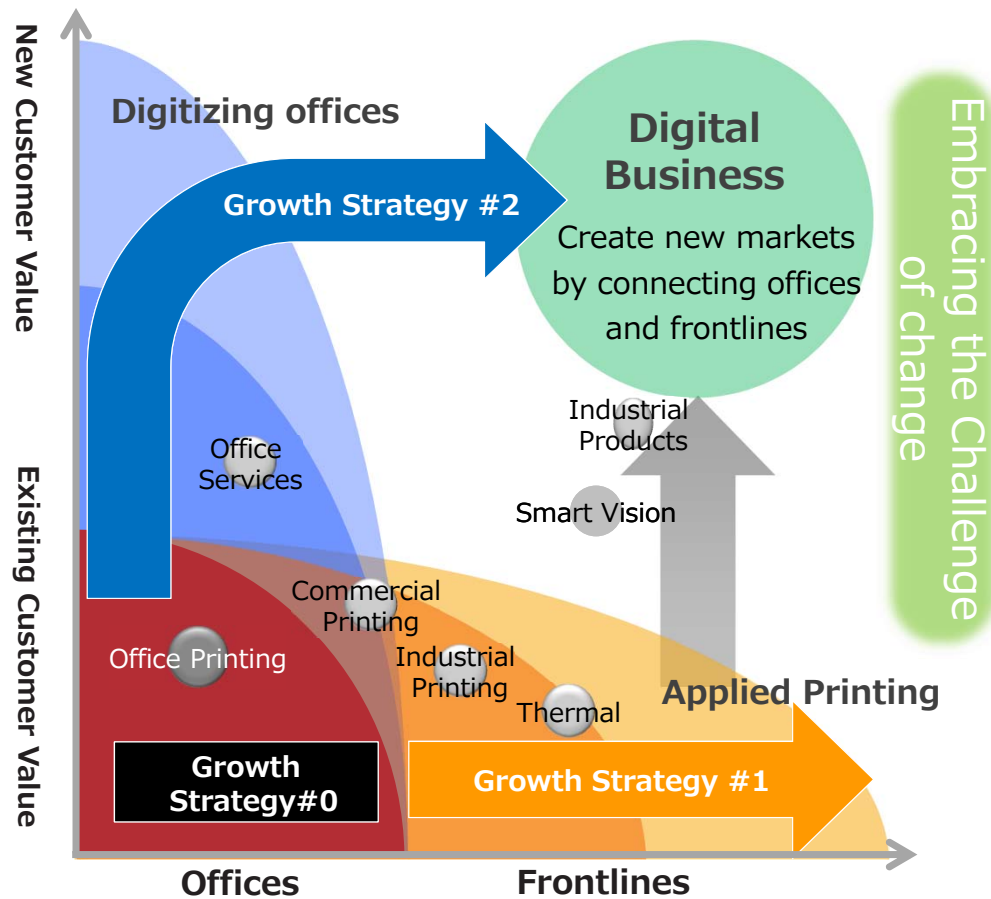 New Customer Value
Existing Customer Value
Digitizing offices
Growth Strategy #2
Digital
Business
Create new markets
by connecting offices
and frontlines
Embracing the Challenge
of change
Industrial
Products
Office
Services
Smart Vision
Commercial
Printing
Office Printing
Industrial
Printing
Thermal
Applied Printing
Growth
Strategy#0
Growth Strategy #1
Offices
Frontlines